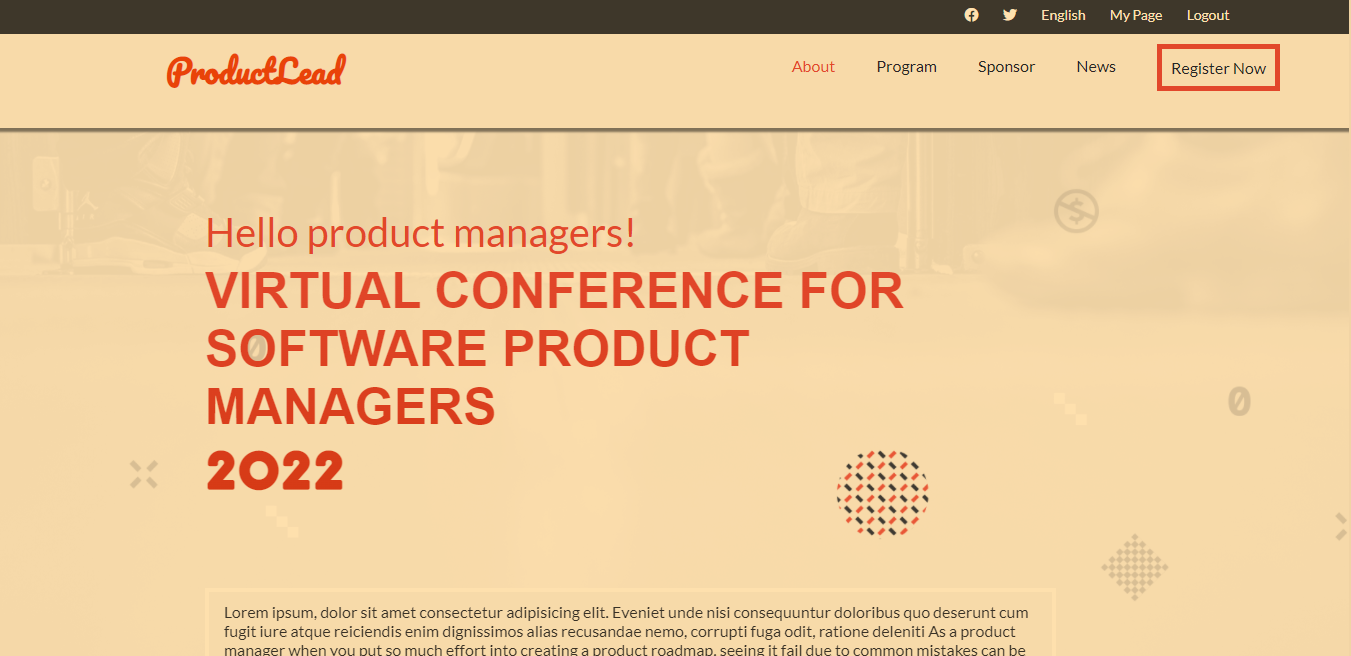 English My Page Logout
ProductLead
About Program Sponsor News Register Now
Hello product managers!
VIRTUAL CONFERENCE FOR
SOFTWARE PRODUCT
MANAGERS
2022
Lorem ipsum, dolor sit amet consectetur adipisicing elit. Eveniet unde nisi consequuntur doloribus quo deserunt cum
fugit iure atque reiciendis enim dignissimos alias recusandae nemo, corrupti fuga odit, ratione deleniti As a product
manager when you put so much effort into creating a product roadmap, seeing it fail due to common mistakes can be